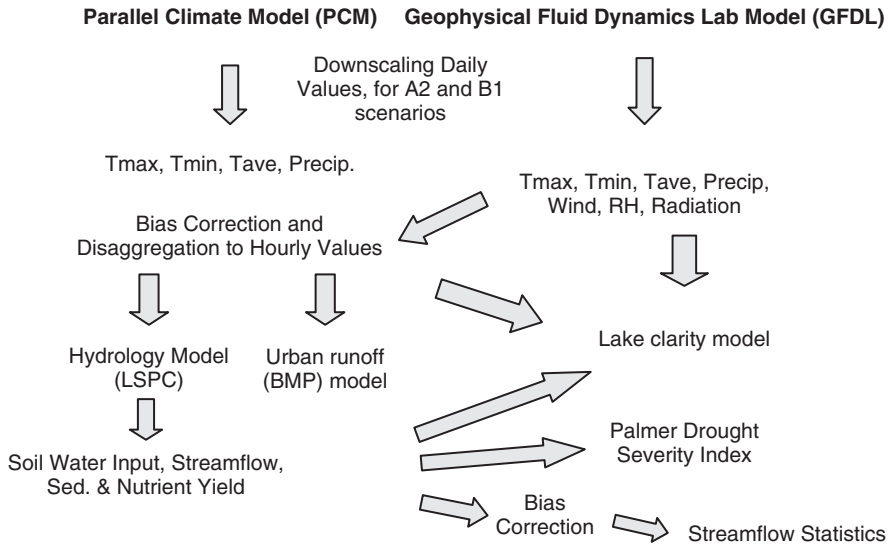 Parallel Climate Model (PCM)
Geophysical Fluid Dynamics Lab Model (GFDL)
Downscaling Daily
Values, for A2 and B1
scenarios
Tmax, Tmin, Tave, Precip.
Tmax, Tmin, Tave, Precip,
Wind, RH, Radiation
Bias Correction and
Disaggregation to Hourly Values
Hydrology Model
(LSPC)
Urban runoff
(BMP) model
Lake clarity model
Soil Water Input, Streamflow,
Sed. & Nutrient Yield
Palmer Drought
Severity Index
Bias
Correction
Streamflow Statistics